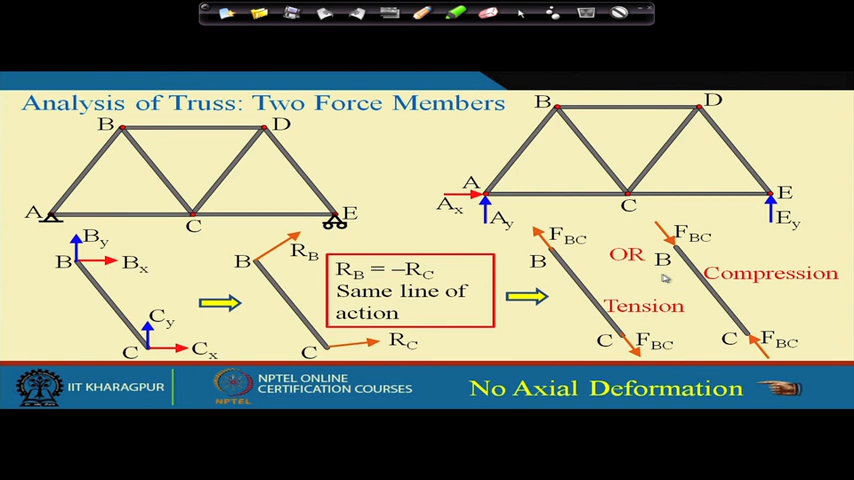 Analysis of Truss: Two Force Members
B D
A C E
B D
A C E
Ax Ay Ey
By
B Bx
Cy
C Cx
B RB
C RC
RB = –RC
Same line of
action
FBC
B
Tension
C FBC
OR
FBC
B
Compression
C FBC
IIT KHARAGPUR
NPTEL ONLINE
CERTIFICATION COURSES
NPTEL
No Axial Deformation